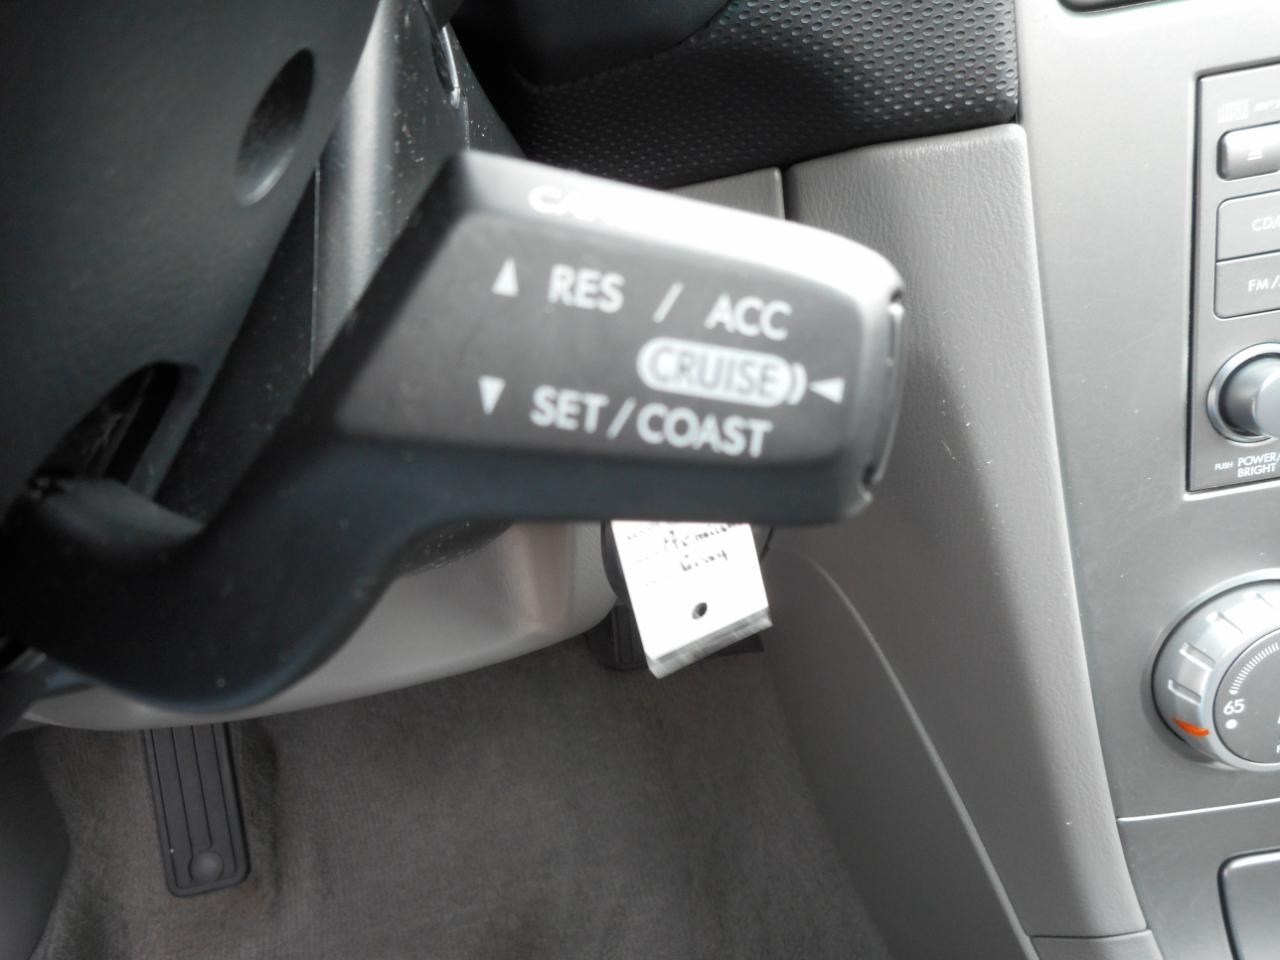 ▲ RES / ACC
CRUISE
▼ SET/COAST
CD/
FM/
PUSH POWER/
BRIGHT
65